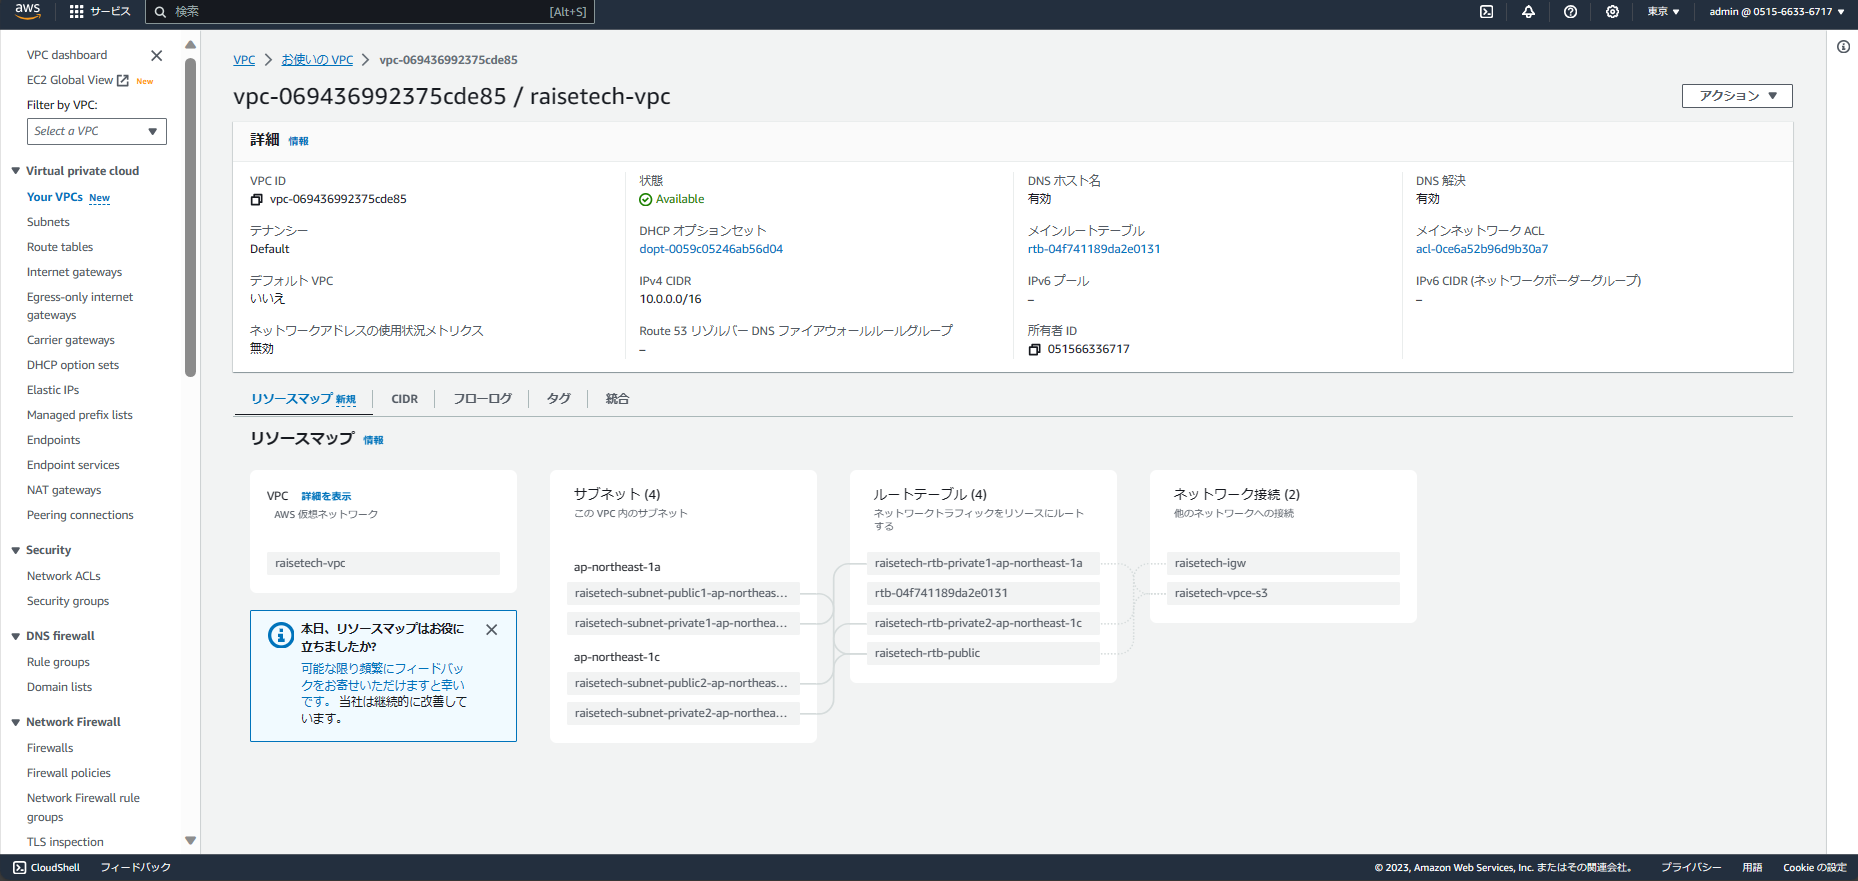 aws
サービス
検索
[Alt+S]
東京
admin @ 0515-6633-6717
VPC dashboard
EC2 Global View New
Filter by VPC:
Select a VPC
Virtual private cloud
Your VPCs New
Subnets
Route tables
Internet gateways
Egress-only internet
gateways
Carrier gateways
DHCP option sets
Elastic IPs
Managed prefix lists
Endpoints
Endpoint services
NAT gateways
Peering connections
Security
Network ACLs
Security groups
DNS firewall
Rule groups
Domain lists
Network Firewall
Firewalls
Firewall policies
Network Firewall rule
groups
TLS inspection
VPC > お使いの VPC > vpc-069436992375cde85
vpc-069436992375cde85 / raisetech-vpc
アクション
詳細 情報
VPC ID
vpc-069436992375cde85
状態
Available
DNS ホスト名
有効
DNS 解決
有効
テナンシー
Default
DHCP オプションセット
dopt-0059c05246ab56d04
メインルートテーブル
rtb-04f741189da2e0131
メインネットワーク ACL
acl-0ce6a52b96d9b30a7
デフォルト VPC
いいえ
IPv4 CIDR
10.0.0.0/16
IPv6 プール
–
IPv6 CIDR (ネットワークボーダーグループ)
–
ネットワークアドレスの使用状況メトリクス
無効
Route 53 リゾルバー DNS ファイアウォールルールグループ
–
所有者 ID
051566336717
リソースマップ 新規
CIDR
フローログ
タグ
統合
リソースマップ 情報
VPC 詳細を表示
AWS 仮想ネットワーク
raisetech-vpc
本日、リソースマップはお役に
立ちましたか?
可能な限り頻繁にフィードバッ
クをお寄せいただけますと幸い
です。 当社は継続的に改善して
います。
サブネット (4)
この VPC 内のサブネット
ap-northeast-1a
raisetech-subnet-public1-ap-northeas...
raisetech-subnet-private1-ap-northea...
ap-northeast-1c
raisetech-subnet-public2-ap-northeas...
raisetech-subnet-private2-ap-northea...
ルートテーブル (4)
ネットワークトラフィックをリソースにルート
する
raisetech-rtb-private1-ap-northeast-1a
rtb-04f741189da2e0131
raisetech-rtb-private2-ap-northeast-1c
raisetech-rtb-public
ネットワーク接続 (2)
他のネットワークへの接続
raisetech-igw
raisetech-vpce-s3
CloudShell
フィードバック
© 2023, Amazon Web Services, Inc. またはその関連会社。
プライバシー
用語
Cookie の設定